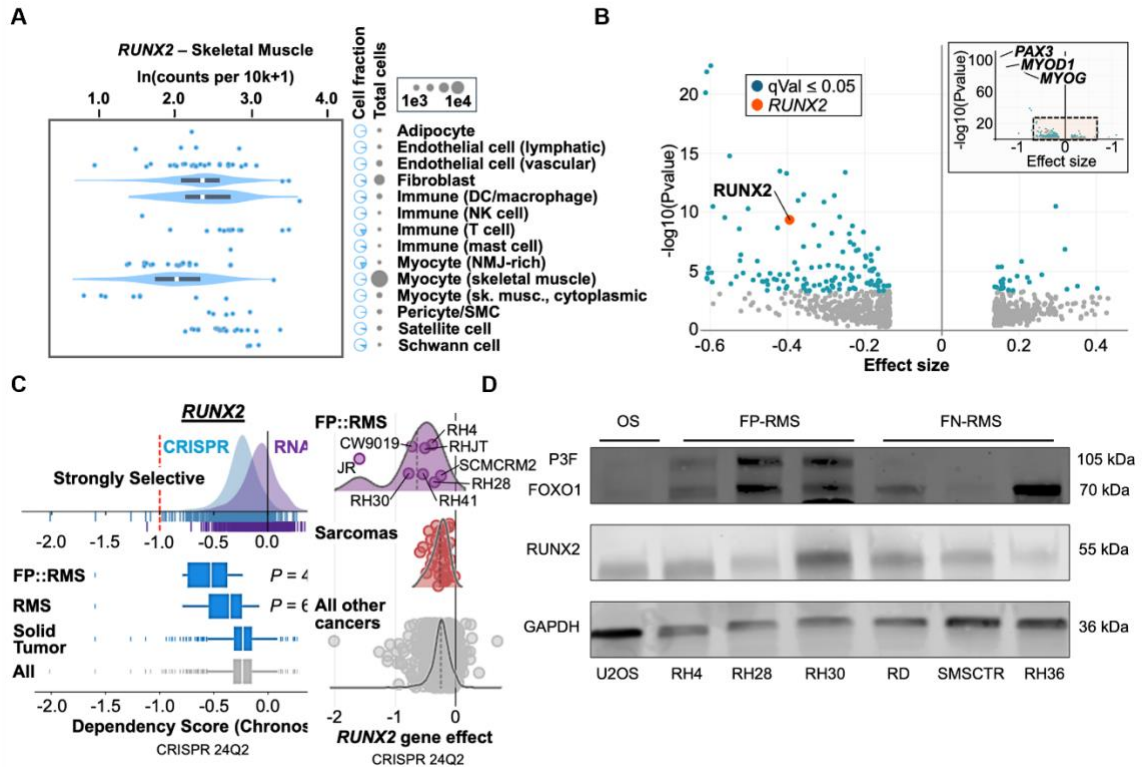 A
RUNX2 – Skeletal Muscle
ln(counts per 10k+1)
1.0 2.0 3.0 4.0
Cell fraction
Total cells
1e3 1e4
Adipocyte
Endothelial cell (lymphatic)
Endothelial cell (vascular)
Fibroblast
Immune (DC/macrophage)
Immune (NK cell)
Immune (T cell)
Immune (mast cell)
Myocyte (NMJ-rich)
Myocyte (skeletal muscle)
Myocyte (sk. musc., cytoplasmic
Pericyte/SMC
Satellite cell
Schwann cell
B
-log10(Pvalue)
20
15
10
5
0
qVal ≤ 0.05
RUNX2
RUNX2
-0.6 -0.4 -0.2 0 0.2 0.4
Effect size
-log10(Pvalue)
100
80
60
40
20
PAX3
MYOD1
MYOG
-1 0 -1
Effect size
C
RUNX2
CRISPR RNA
Strongly Selective
-2.0 -1.5 -1.0 -0.5 0.0
FP::RMS P = 4
RMS P = 6
Solid
Tumor
All
-2.0 -1.5 -1.0 -0.5 0.0
Dependency Score (Chronos
CRISPR 24Q2
FP::RMS
RH4
CW9019
RHJT
JR
SCMCRM2
RH28
RH30
RH41
Sarcomas
All other
cancers
-2 -1 0
RUNX2 gene effect
CRISPR 24Q2
D
OS FP-RMS FN-RMS
P3F 105 kDa
FOXO1 70 kDa
RUNX2 55 kDa
GAPDH 36 kDa
U2OS RH4 RH28 RH30 RD SMSCTR RH36